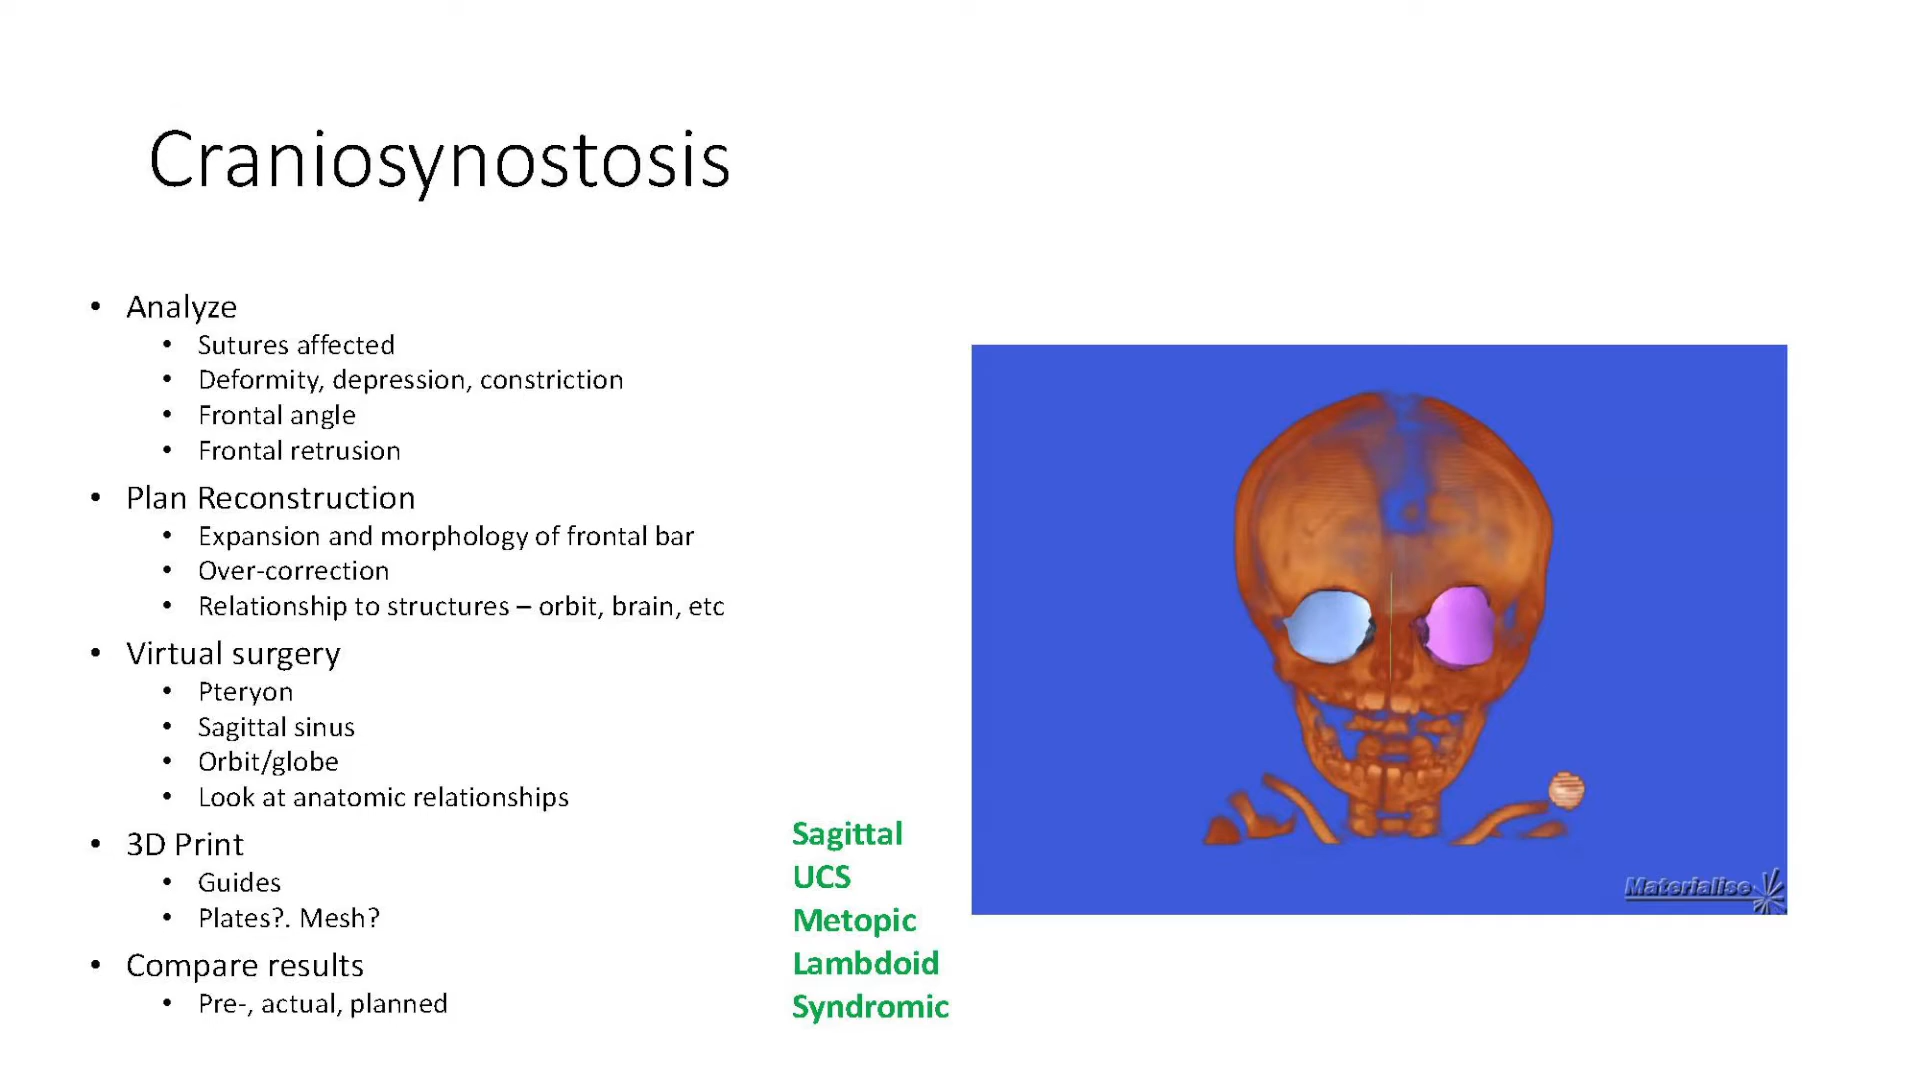 Craniosynostosis
• Analyze
• Sutures affected
• Deformity, depression, constriction
• Frontal angle
• Frontal retrusion
• Plan Reconstruction
• Expansion and morphology of frontal bar
• Over-correction
• Relationship to structures – orbit, brain, etc
• Virtual surgery
• Pteryon
• Sagittal sinus
• Orbit/globe
• Look at anatomic relationships
• 3D Print
• Guides
• Plates?. Mesh?
• Compare results
• Pre-, actual, planned
Sagittal
UCS
Metopic
Lambdoid
Syndromic
Materialise